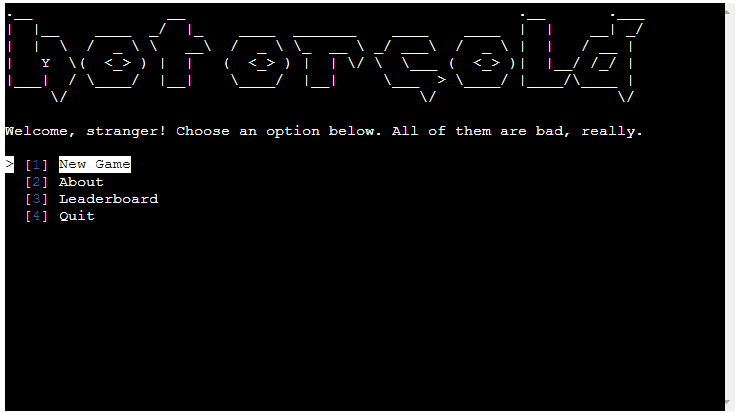 hotorcold
Welcome, stranger! Choose an option below. All of them are bad, really.
> [1] New Game
[2] About
[3] Leaderboard
[4] Quit